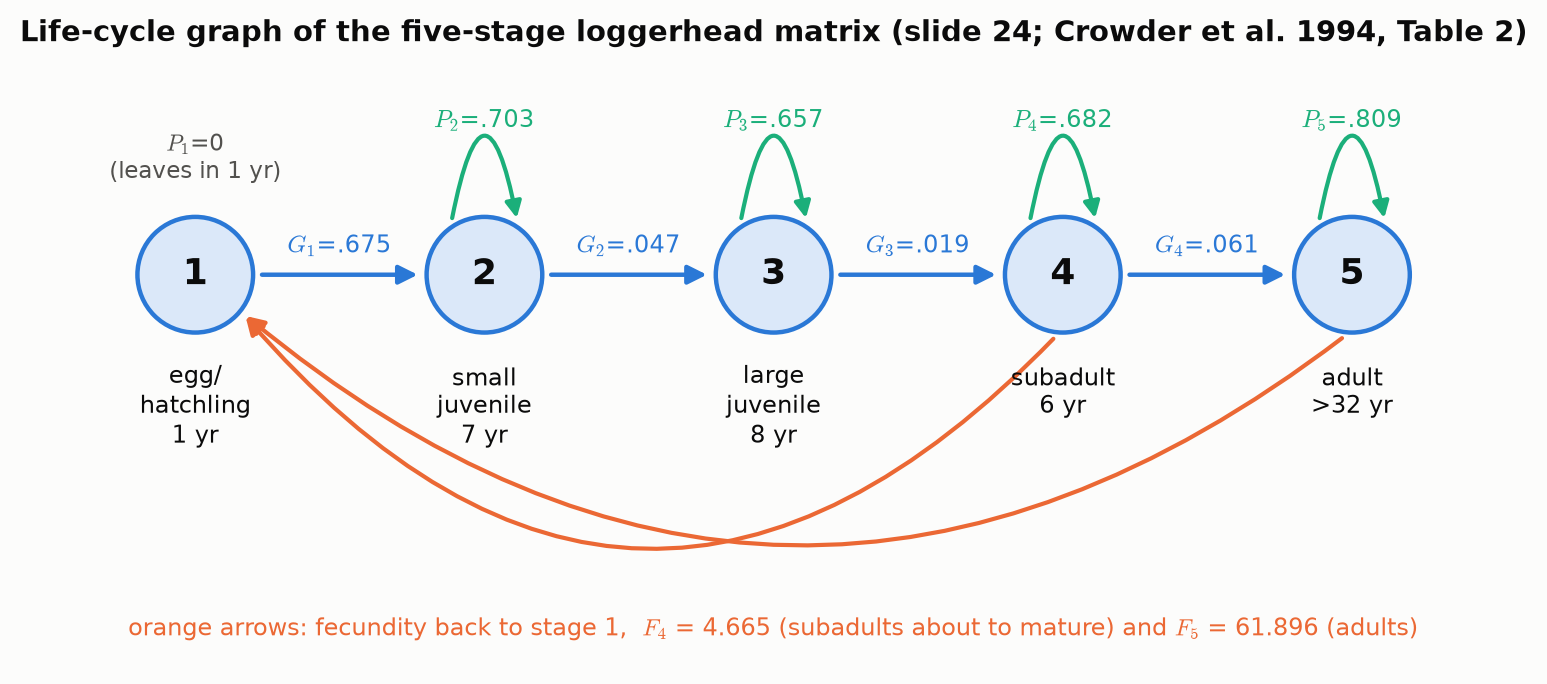 Life-cycle graph of the five-stage loggerhead matrix (slide 24; Crowder et al. 1994, Table 2)
P₁=0
(leaves in 1 yr)
P₂=.703
P₃=.657
P₄=.682
P₅=.809
G₁=.675
G₂=.047
G₃=.019
G₄=.061
1
2
3
4
5
egg/
hatchling
1 yr
small
juvenile
7 yr
large
juvenile
8 yr
subadult
6 yr
adult
>32 yr
orange arrows: fecundity back to stage 1, F₄ = 4.665 (subadults about to mature) and F₅ = 61.896 (adults)